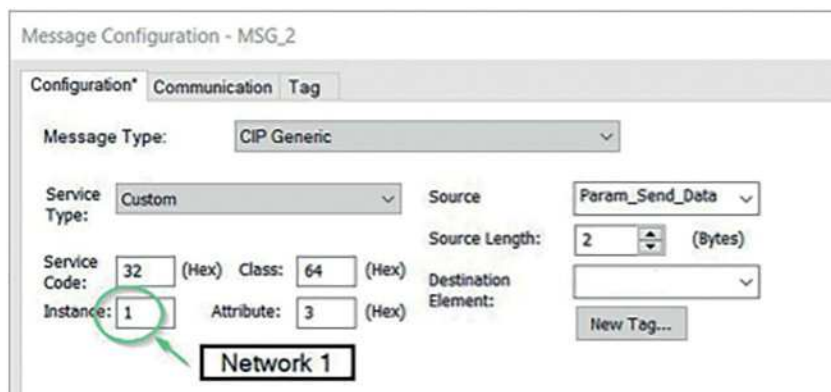 Message Configuration - MSG_2
Configuration* Communication Tag
Message Type: CIP Generic
Service Type: Custom
Source Param_Send_Data
Source Length: 2 (Bytes)
Service Code: 32 (Hex) Class: 64 (Hex)
Destination Element:
Instance: 1 Attribute: 3 (Hex)
New Tag...
Network 1